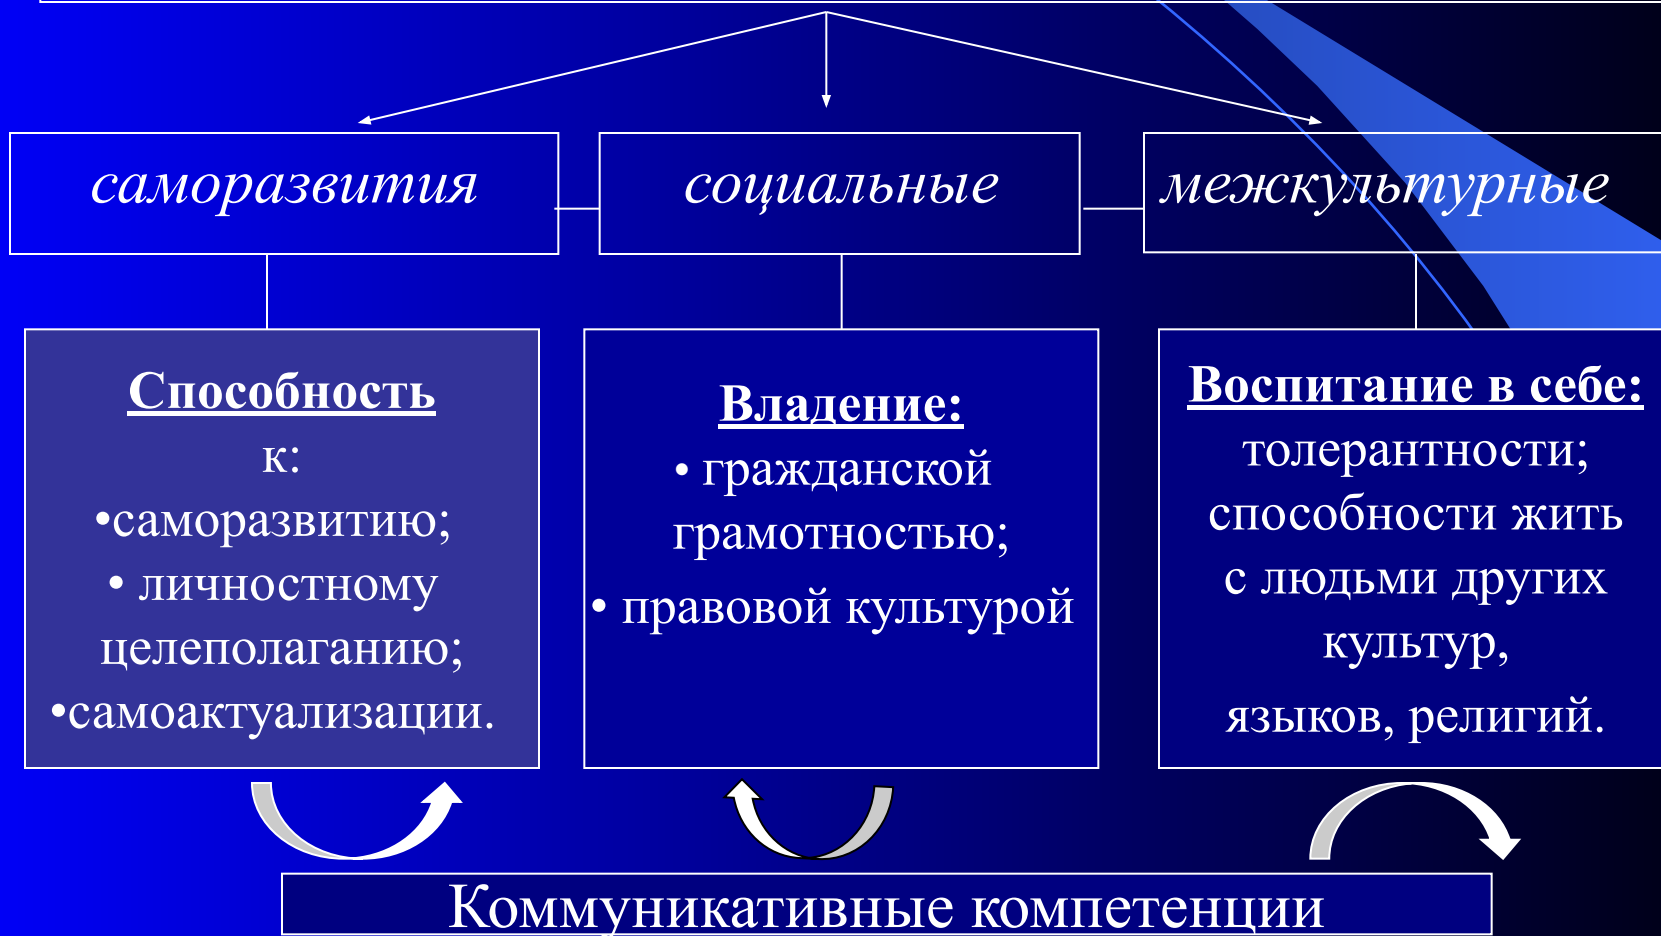 саморазвития
социальные
межкультурные
Способность
к:
•саморазвитию;
• личностному
целеполаганию;
•самоактуализации.
Владение:
• гражданской
грамотностью;
• правовой культурой
Воспитание в себе:
толерантности;
способности жить
с людьми других
культур,
языков, религий.
Коммуникативные компетенции